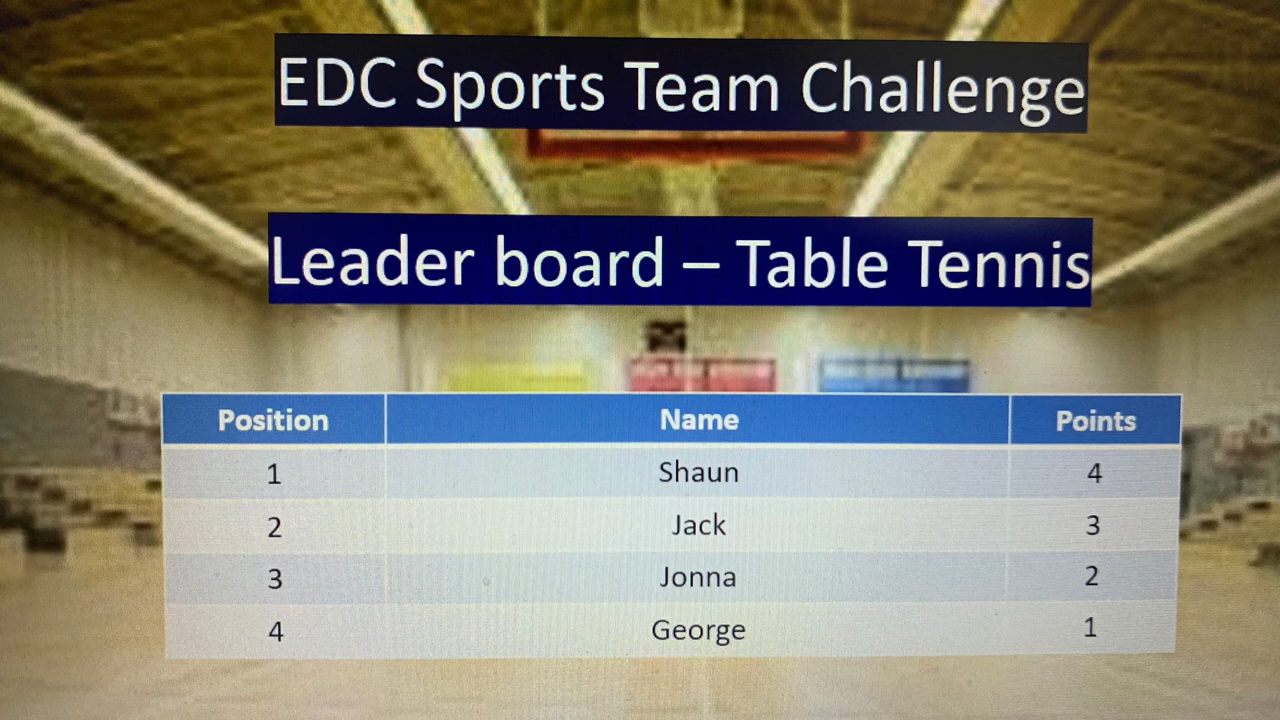 EDC Sports Team Challenge
Leader board – Table Tennis
Position Name Points
1 Shaun 4
2 Jack 3
3 Jonna 2
4 George 1